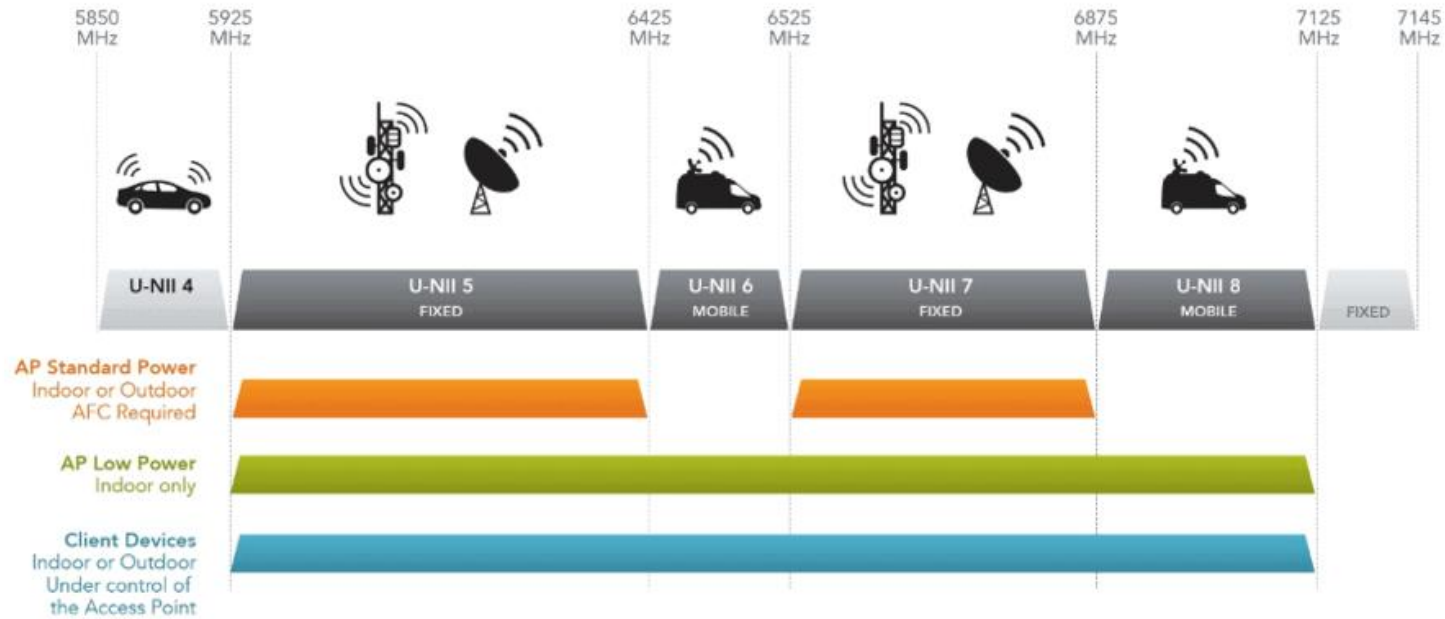 5850 MHz
5925 MHz
6425 MHz
6525 MHz
6875 MHz
7125 MHz
7145 MHz
U-NII 4
U-NII 5
FIXED
U-NII 6
MOBILE
U-NII 7
FIXED
U-NII 8
MOBILE
FIXED
AP Standard Power
Indoor or Outdoor
AFC Required
AP Low Power
Indoor only
Client Devices
Indoor or Outdoor
Under control of
the Access Point